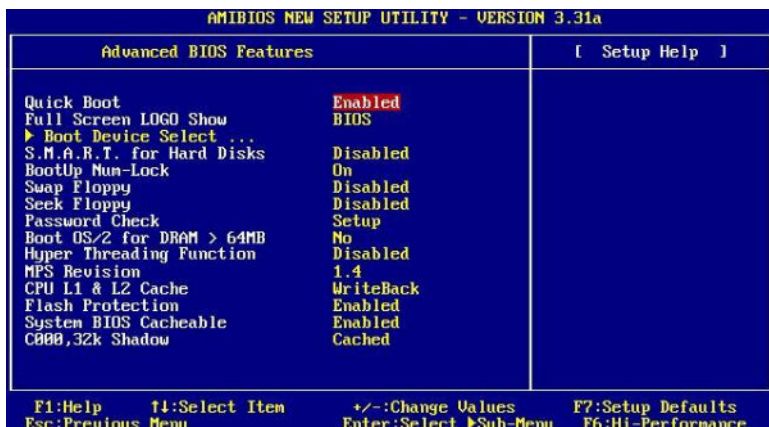 AMIBIOS NEW SETUP UTILITY - VERSION 3.31a
Advanced BIOS Features
[ Setup Help ]
Quick Boot Enabled
Full Screen LOGO Show BIOS
▶ Boot Device Select ...
S.M.A.R.T. for Hard Disks Disabled
BootUp Num-Lock On
Swap Floppy Disabled
Seek Floppy Disabled
Password Check Setup
Boot OS/2 for DRAM > 64MB No
Hyper Threading Function Disabled
MPS Revision 1.4
CPU L1 & L2 Cache WriteBack
Flash Protection Enabled
System BIOS Cacheable Enabled
C000,32k Shadow Cached
F1:Help ↑↓:Select Item +/-:Change Values F7:Setup Defaults
Esc:Previous Menu Enter:Select ▶Sub-Menu F6:Hi-Performance